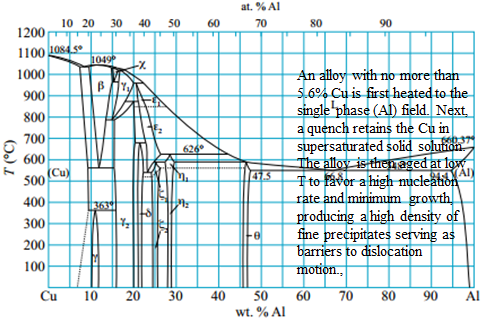 at. % Al
10 20 30 40 50 60 70 80 90
1200
1084.5°
1049°
χ
1100
1000
β
γ₁
900
ε₁
800
ε₂
700
626°
660.37°
600
T (°C)
(Cu)
η₁
47.5
66.8
94.4
(Al)
500
400
363°
η₂
300
γ₂
δ
θ
200
γ
100
Cu 10 20 30 40 50 60 70 80 90 Al
wt. % Al
An alloy with no more than
5.6% Cu is first heated to the
single phase (Al) field. Next,
a quench retains the Cu in
supersaturated solid solution.
The alloy is then aged at low
T to favor a high nucleation
rate and minimum growth,
producing a high density of
fine precipitates serving as
barriers to dislocation
motion.,